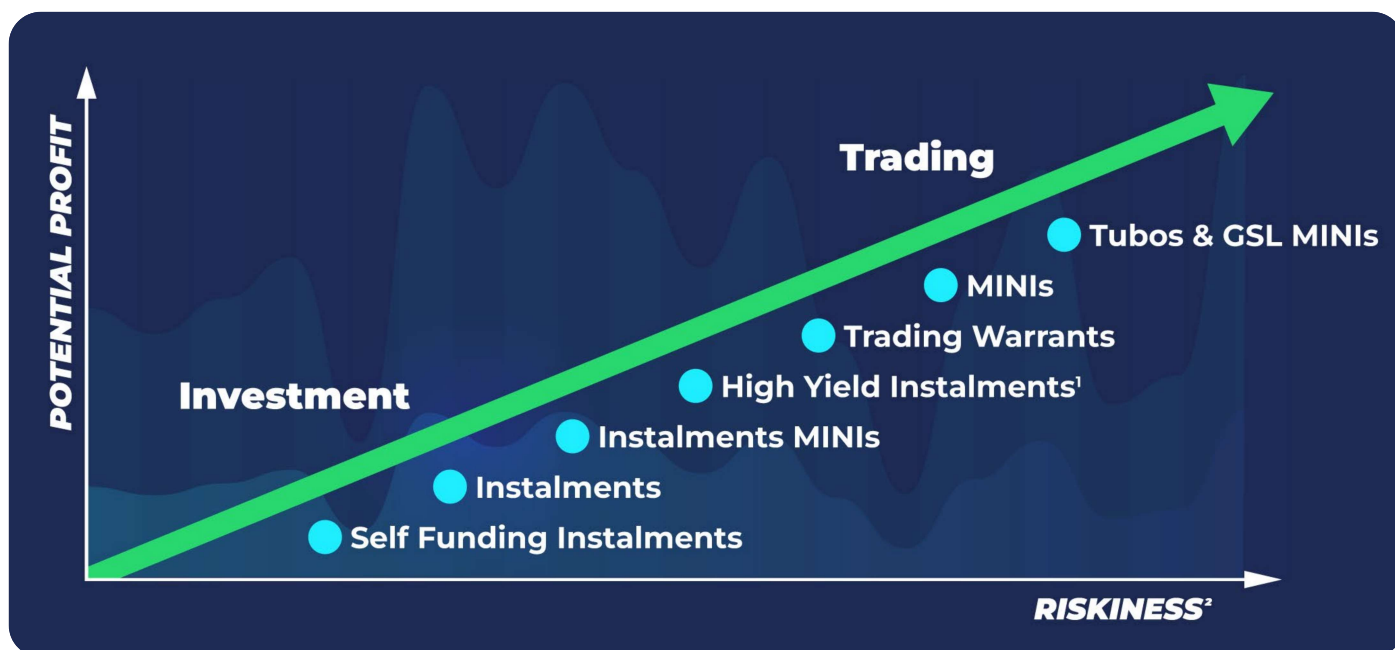 POTENTIAL PROFIT
Trading
Tubos & GSL MINIs
MINIs
Trading Warrants
High Yield Instalments¹
Investment
Instalments MINIs
Instalments
Self Funding Instalments
RISKINESS²